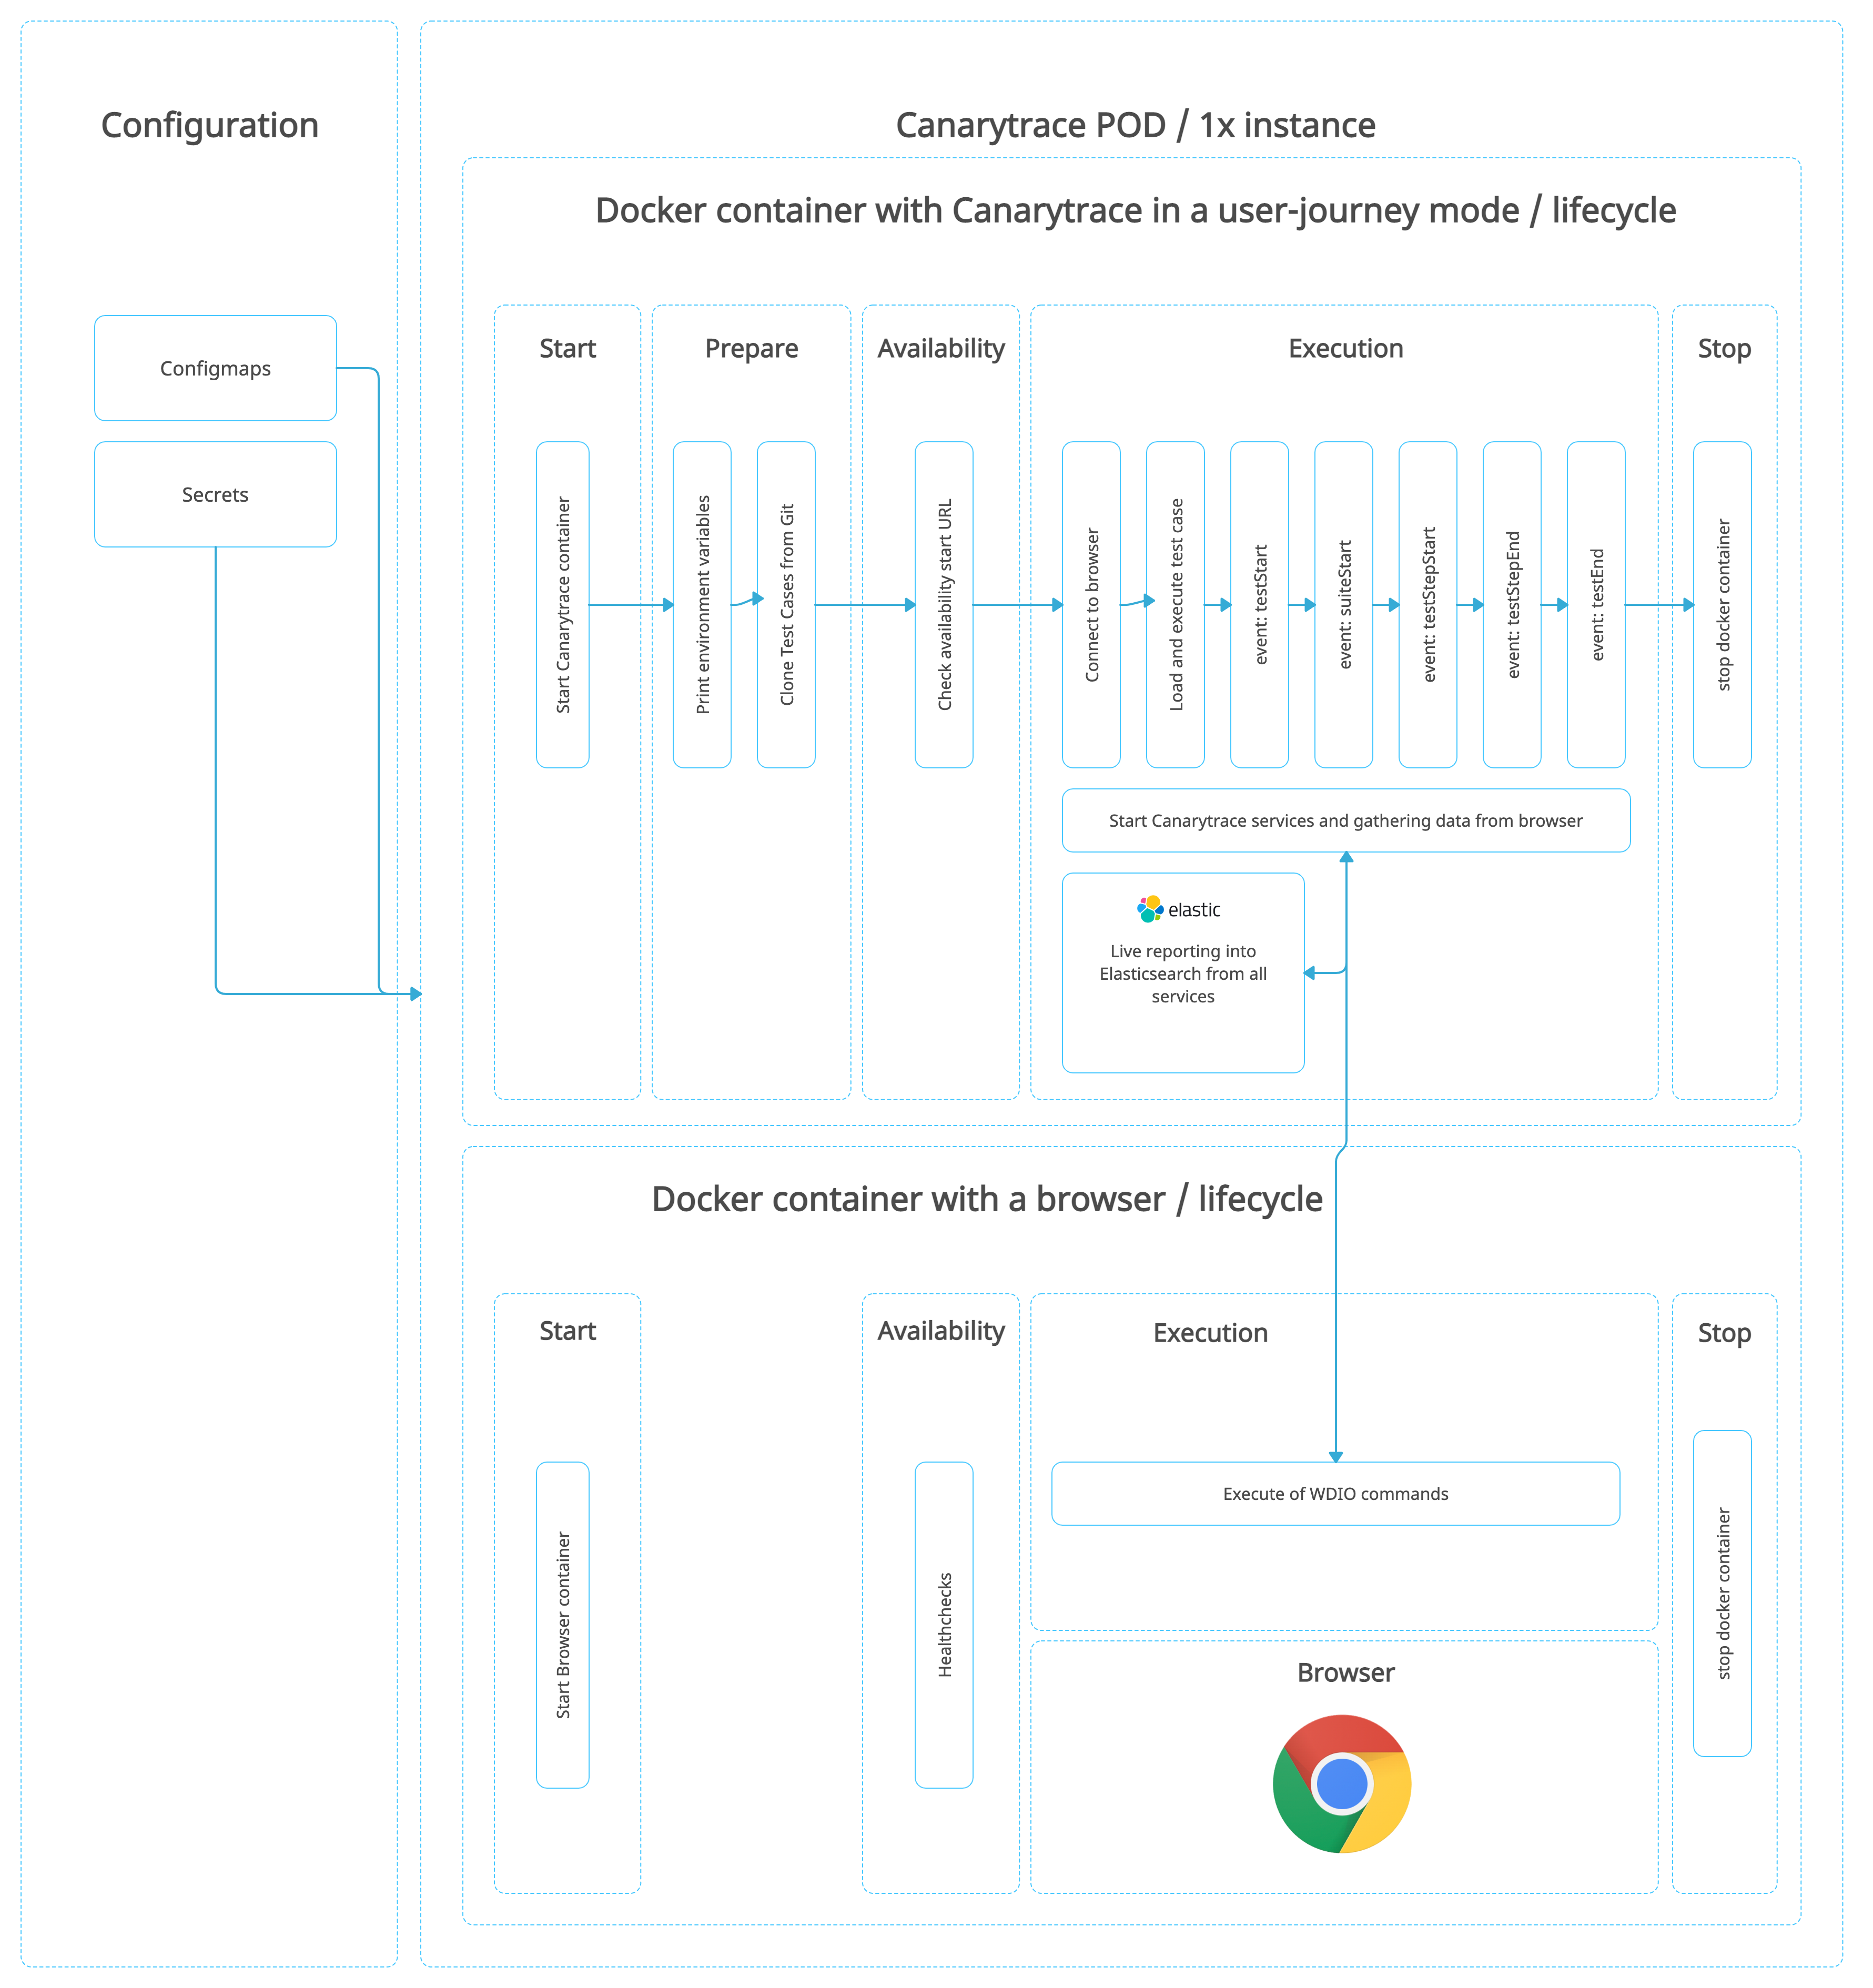 Configuration
Configmaps
Secrets
Canarytrace POD / 1x instance
Docker container with Canarytrace in a user-journey mode / lifecycle
Start
Prepare
Availability
Execution
Stop
Start Canarytrace container
Print environment variables
Clone Test Cases from Git
Check availability start URL
Connect to browser
Load and execute test case
event: testStart
event: suiteStart
event: testStepStart
event: testStepEnd
event: testEnd
stop docker container
Start Canarytrace services and gathering data from browser
elastic
Live reporting into
Elasticsearch from all
services
Docker container with a browser / lifecycle
Start
Availability
Execution
Stop
Start Browser container
Healthchecks
Execute of WDIO commands
stop docker container
Browser